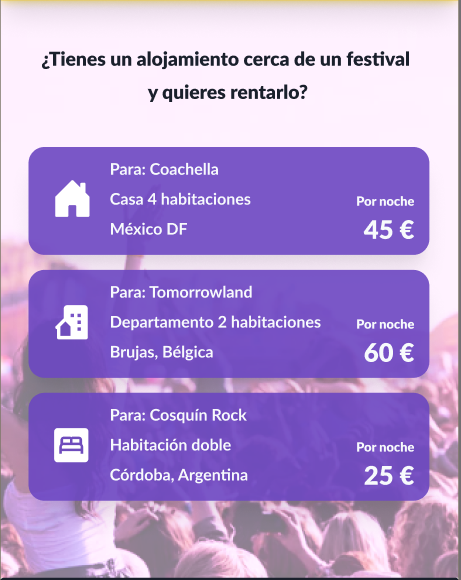 ¿Tienes un alojamiento cerca de un festival
y quieres rentarlo?
Para: Coachella
Casa 4 habitaciones
México DF
Por noche
45 €
Para: Tomorrowland
Departamento 2 habitaciones
Brujas, Bélgica
Por noche
60 €
Para: Cosquín Rock
Habitación doble
Córdoba, Argentina
Por noche
25 €